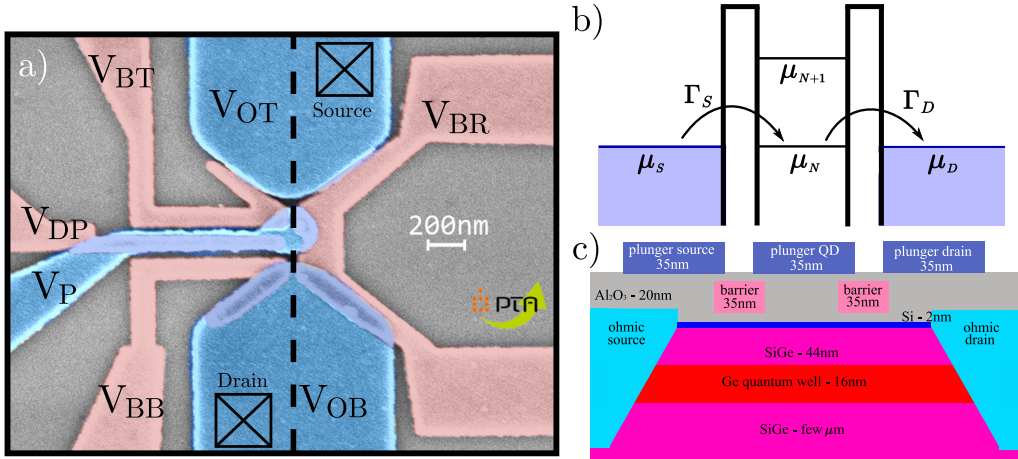 a)
V_BT
V_OT
Source
V_BR
200nm
V_DP
V_P
PTA
V_BB
Drain
V_OB
b)
μ_N+1
Γ_S
Γ_D
μ_S
μ_N
μ_D
c)
plunger source
35nm
plunger QD
35nm
plunger drain
35nm
Al₂O₃ - 20nm
barrier
35nm
barrier
35nm
Si - 2nm
ohmic
source
ohmic
drain
SiGe - 44nm
Ge quantum well - 16nm
SiGe - few μm